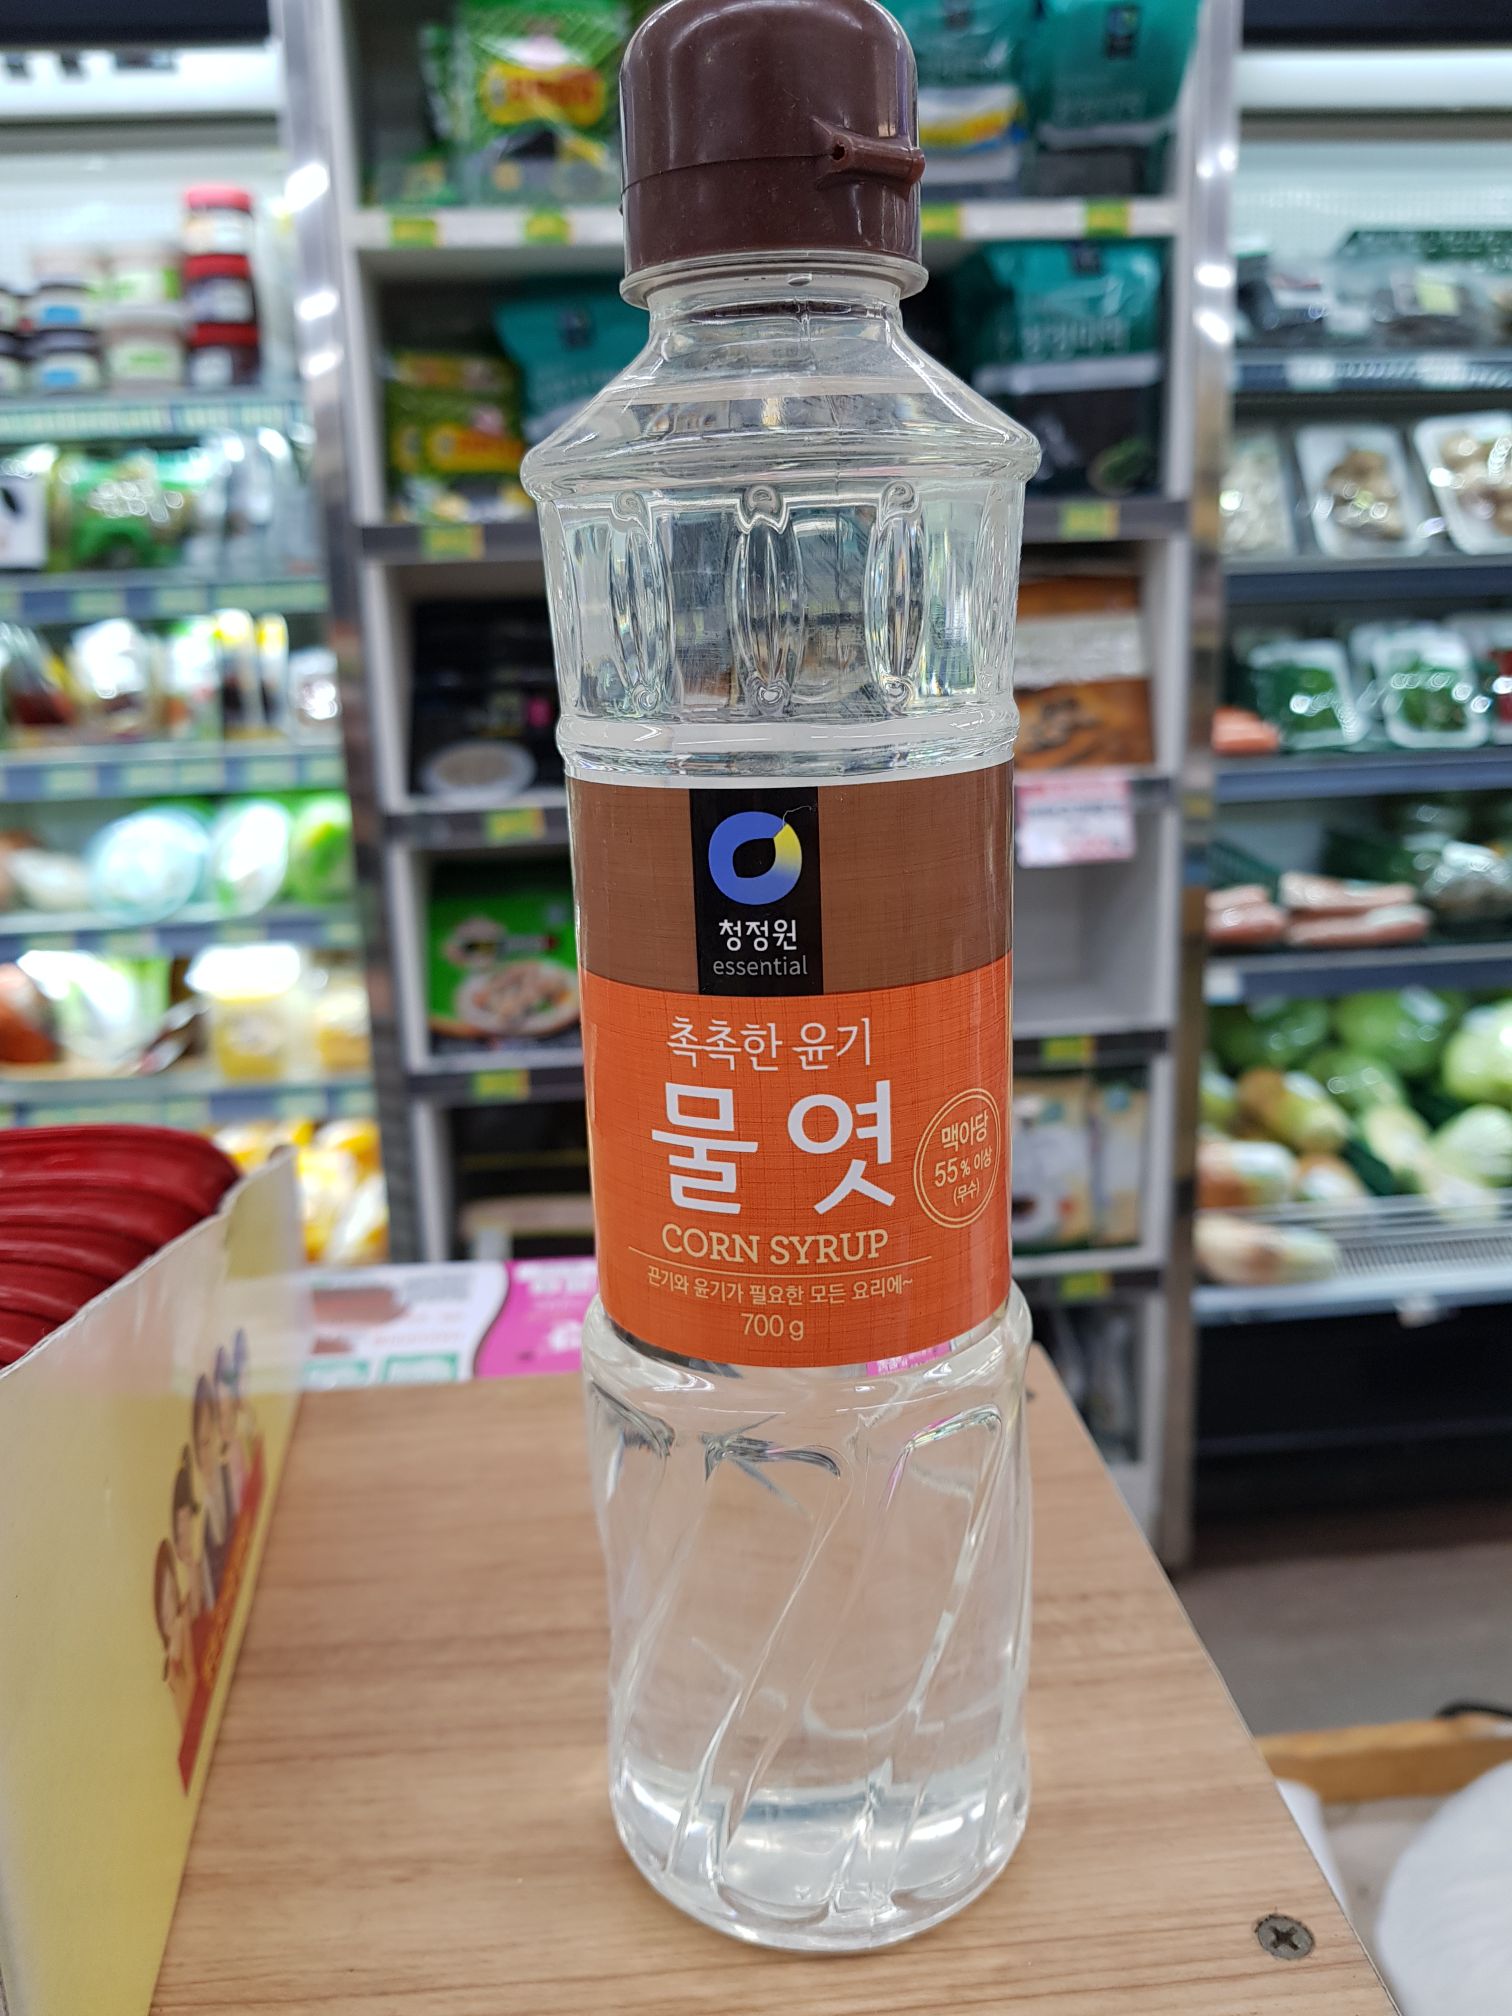 청정원
essential
촉촉한 윤기
물엿
맥아당
55% 이상
(무수)
CORN SYRUP
끈기와 윤기가 필요한 모든 요리에~
700g